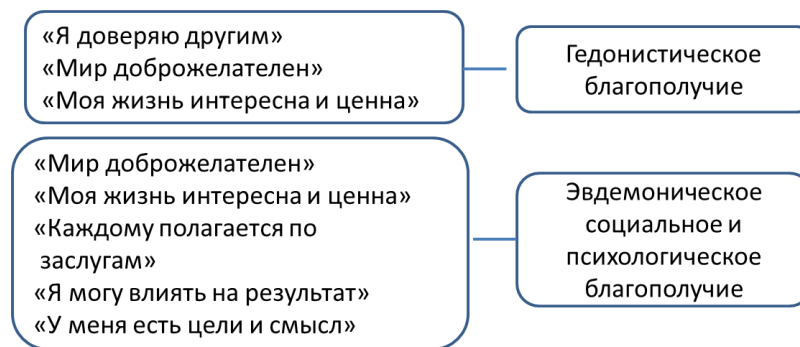 «Я доверяю другим»
«Мир доброжелателен»
«Моя жизнь интересна и ценна»
Гедонистическое
благополучие
«Мир доброжелателен»
«Моя жизнь интересна и ценна»
«Каждому полагается по
заслугам»
«Я могу влиять на результат»
«У меня есть цели и смысл»
Эвдемоническое
социальное и
психологическое
благополучие